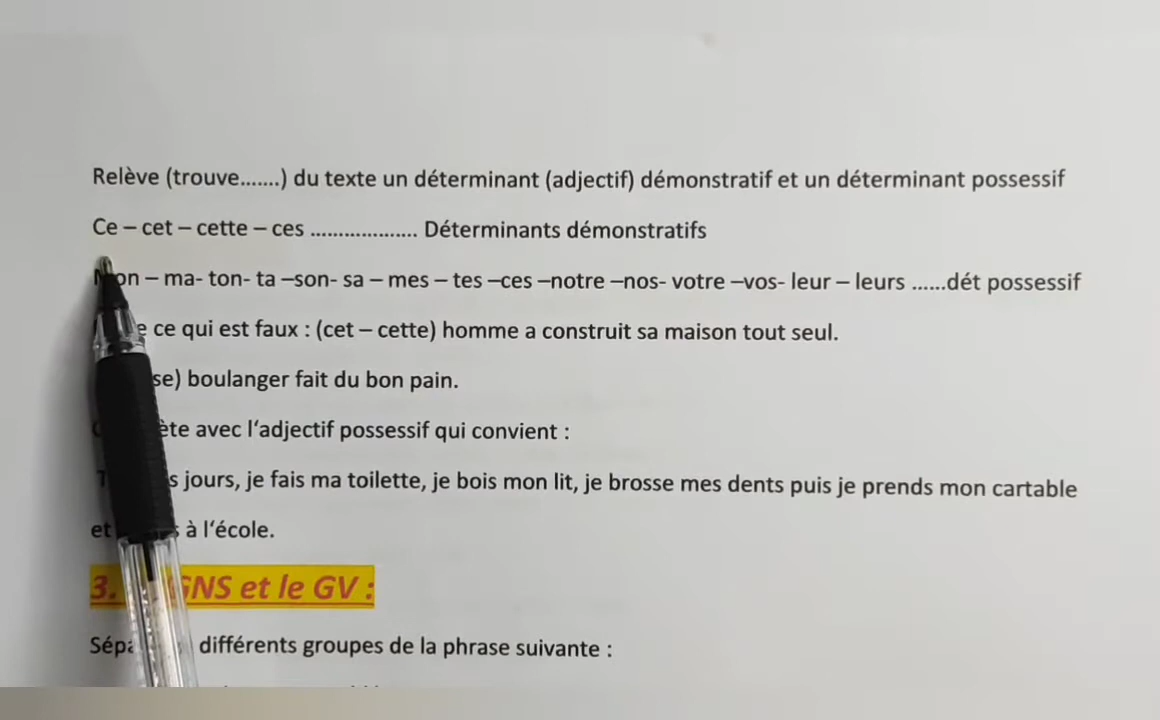 Relève (trouve.......) du texte un déterminant (adjectif) démonstratif et un déterminant possessif
Ce – cet – cette – ces ................... Déterminants démonstratifs
Mon – ma- ton- ta –son- sa – mes – tes –ces –notre –nos- votre –vos- leur – leurs ......dét possessif
ce qui est faux : (cet – cette) homme a construit sa maison tout seul.
se) boulanger fait du bon pain.
avec l'adjectif possessif qui convient :
jours, je fais ma toilette, je bois mon lit, je brosse mes dents puis je prends mon cartable
et à l'école.
3. GNS et le GV :
différents groupes de la phrase suivante :